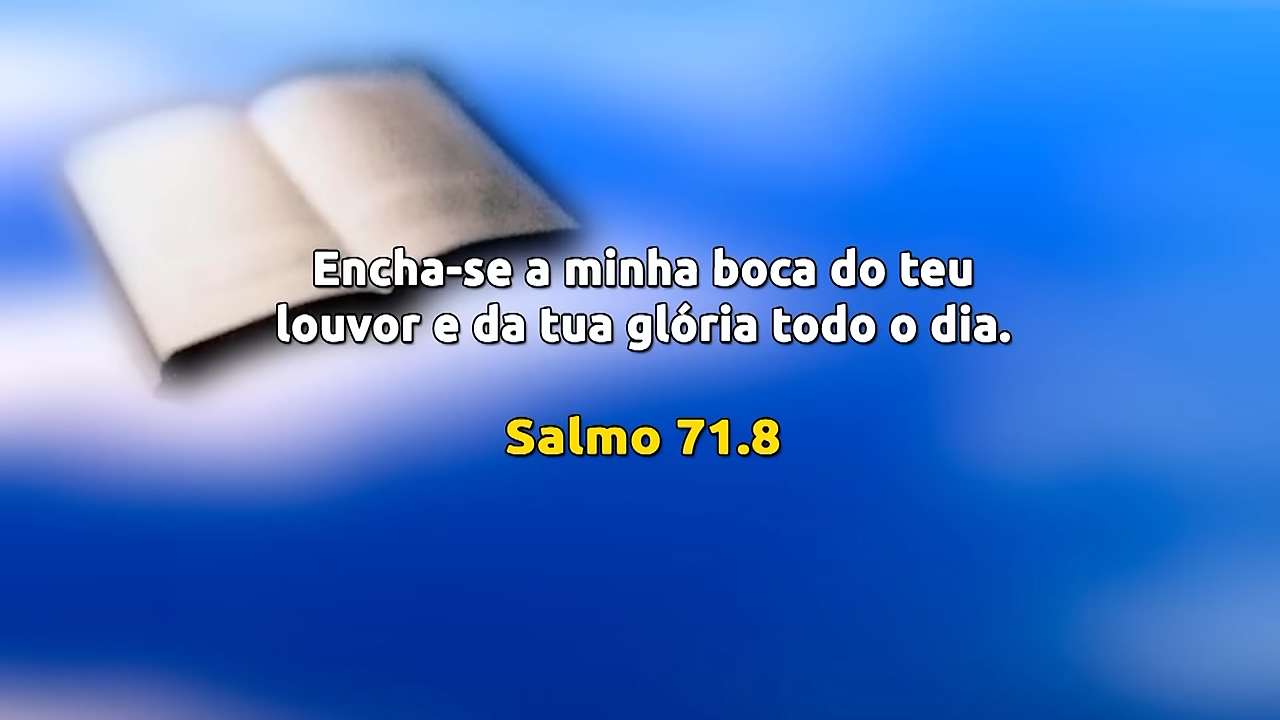 Encha-se a minha boca do teu
louvor e da tua glória todo o dia.
Salmo 71.8